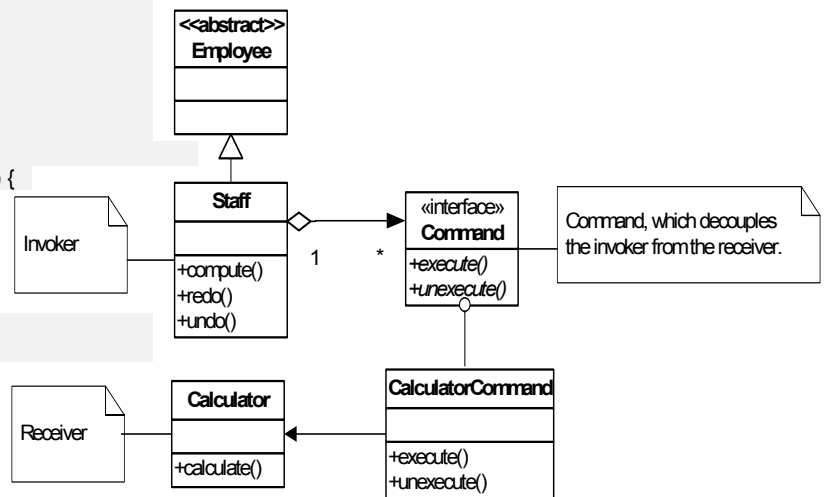 <<abstract>>
Employee
) {
Staff
+compute()
+redo()
+undo()
Invoker
1
*
«interface»
Command
+execute()
+unexecute()
Command, which decouples
the invoker from the receiver.
Receiver
Calculator
+calculate()
CalculatorCommand
+execute()
+unexecute()